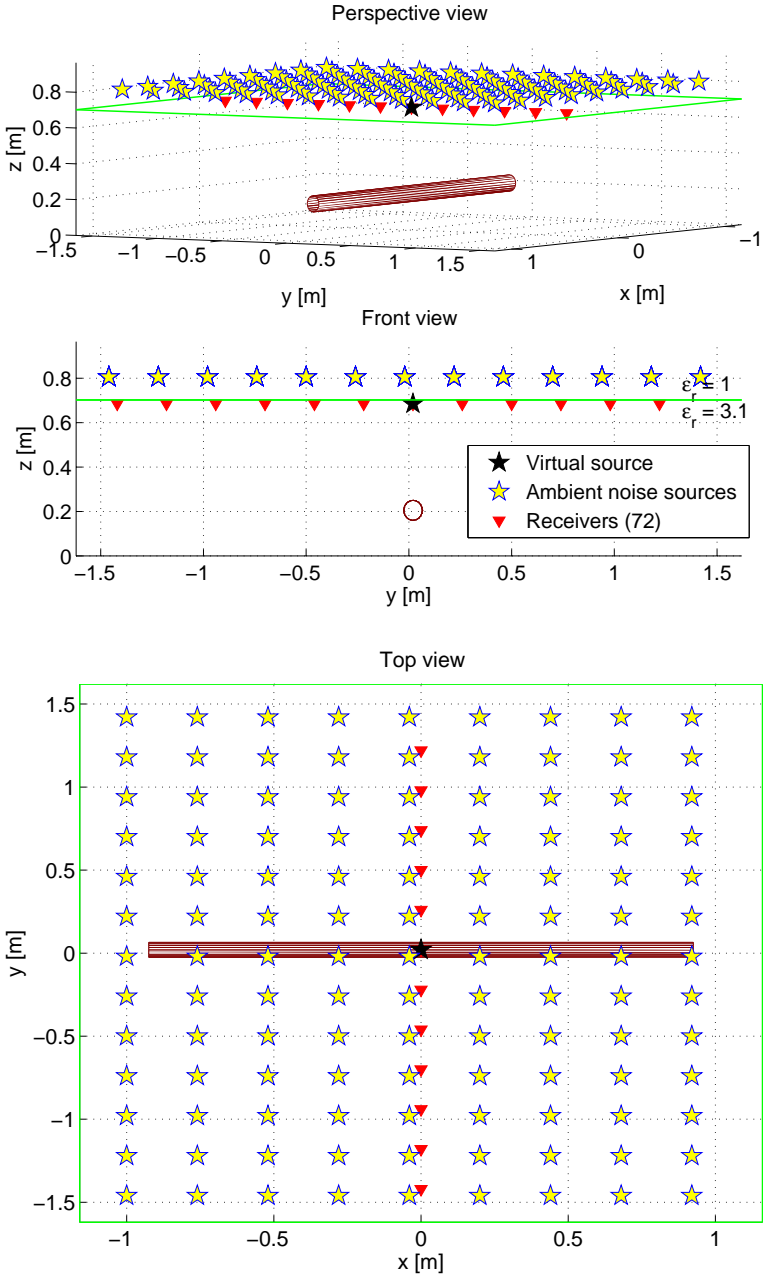 Perspective view
0.8
0.6
0.4
0.2
0
z [m]
−1.5
−1
−0.5
0
0.5
1
1.5
y [m]
1
0
−1
x [m]
Front view
0.8
0.6
0.4
0.2
0
z [m]
εr = 1
εr = 3.1
Virtual source
Ambient noise sources
Receivers (72)
−1.5
−1
−0.5
0
0.5
1
1.5
y [m]
Top view
1.5
1
0.5
0
−0.5
−1
−1.5
y [m]
−1
−0.5
0
0.5
1
x [m]